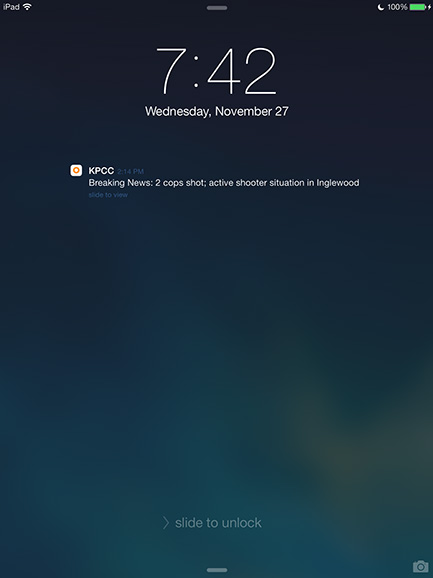 iPad 100%
7:42
Wednesday, November 27
KPCC 2:14 PM
Breaking News: 2 cops shot; active shooter situation in Inglewood
slide to view
slide to unlock